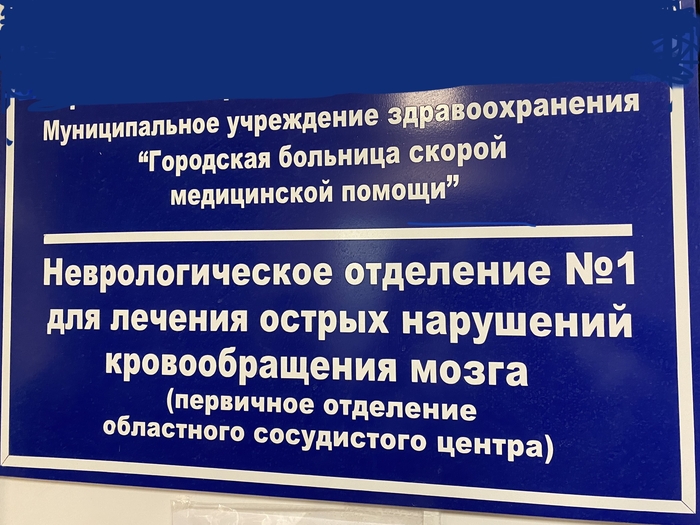 Муниципальное учреждение здравоохранения
“Городская больница скорой
медицинской помощи”
Неврологическое отделение №1
для лечения острых нарушений
кровообращения мозга
(первичное отделение
областного сосудистого центра)